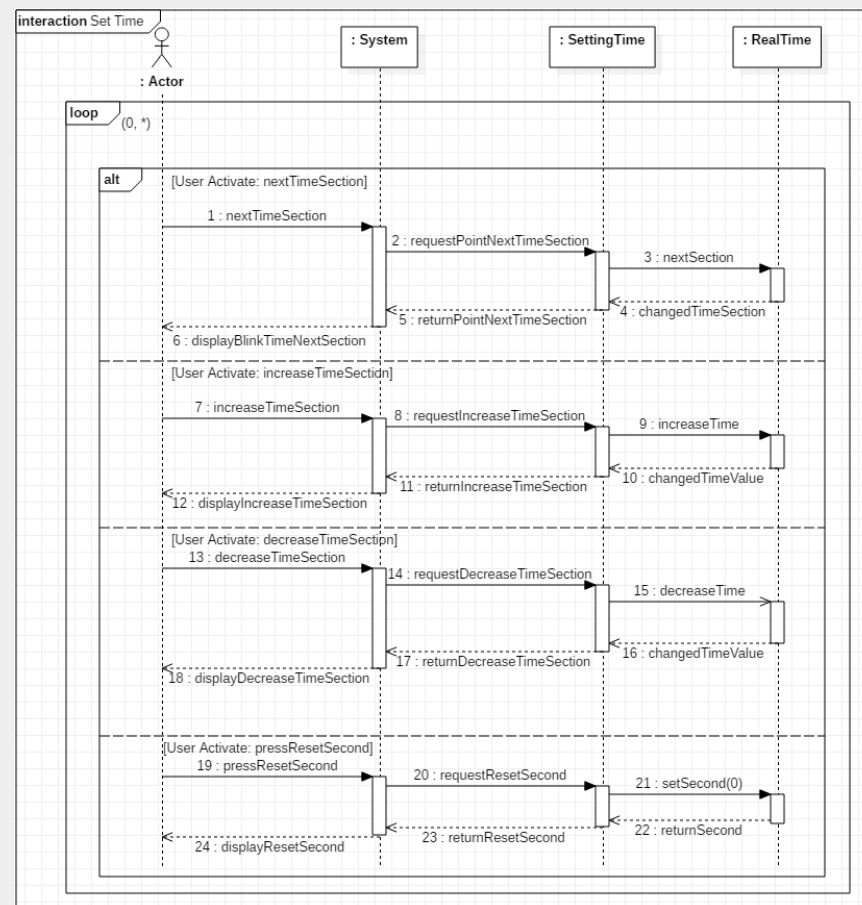 interaction Set Time
: Actor
: System
: SettingTime
: RealTime
loop
(0, *)
alt
[User Activate: nextTimeSection]
1 : nextTimeSection
2 : requestPointNextTimeSection
3 : nextSection
4 : changedTimeSection
5 : returnPointNextTimeSection
6 : displayBlinkTimeNextSection
[User Activate: increaseTimeSection]
7 : increaseTimeSection
8 : requestIncreaseTimeSection
9 : increaseTime
10 : changedTimeValue
11 : returnIncreaseTimeSection
12 : displayIncreaseTimeSection
[User Activate: decreaseTimeSection]
13 : decreaseTimeSection
14 : requestDecreaseTimeSection
15 : decreaseTime
16 : changedTimeValue
17 : returnDecreaseTimeSection
18 : displayDecreaseTimeSection
[User Activate: pressResetSecond]
19 : pressResetSecond
20 : requestResetSecond
21 : setSecond(0)
22 : returnSecond
23 : returnResetSecond
24 : displayResetSecond